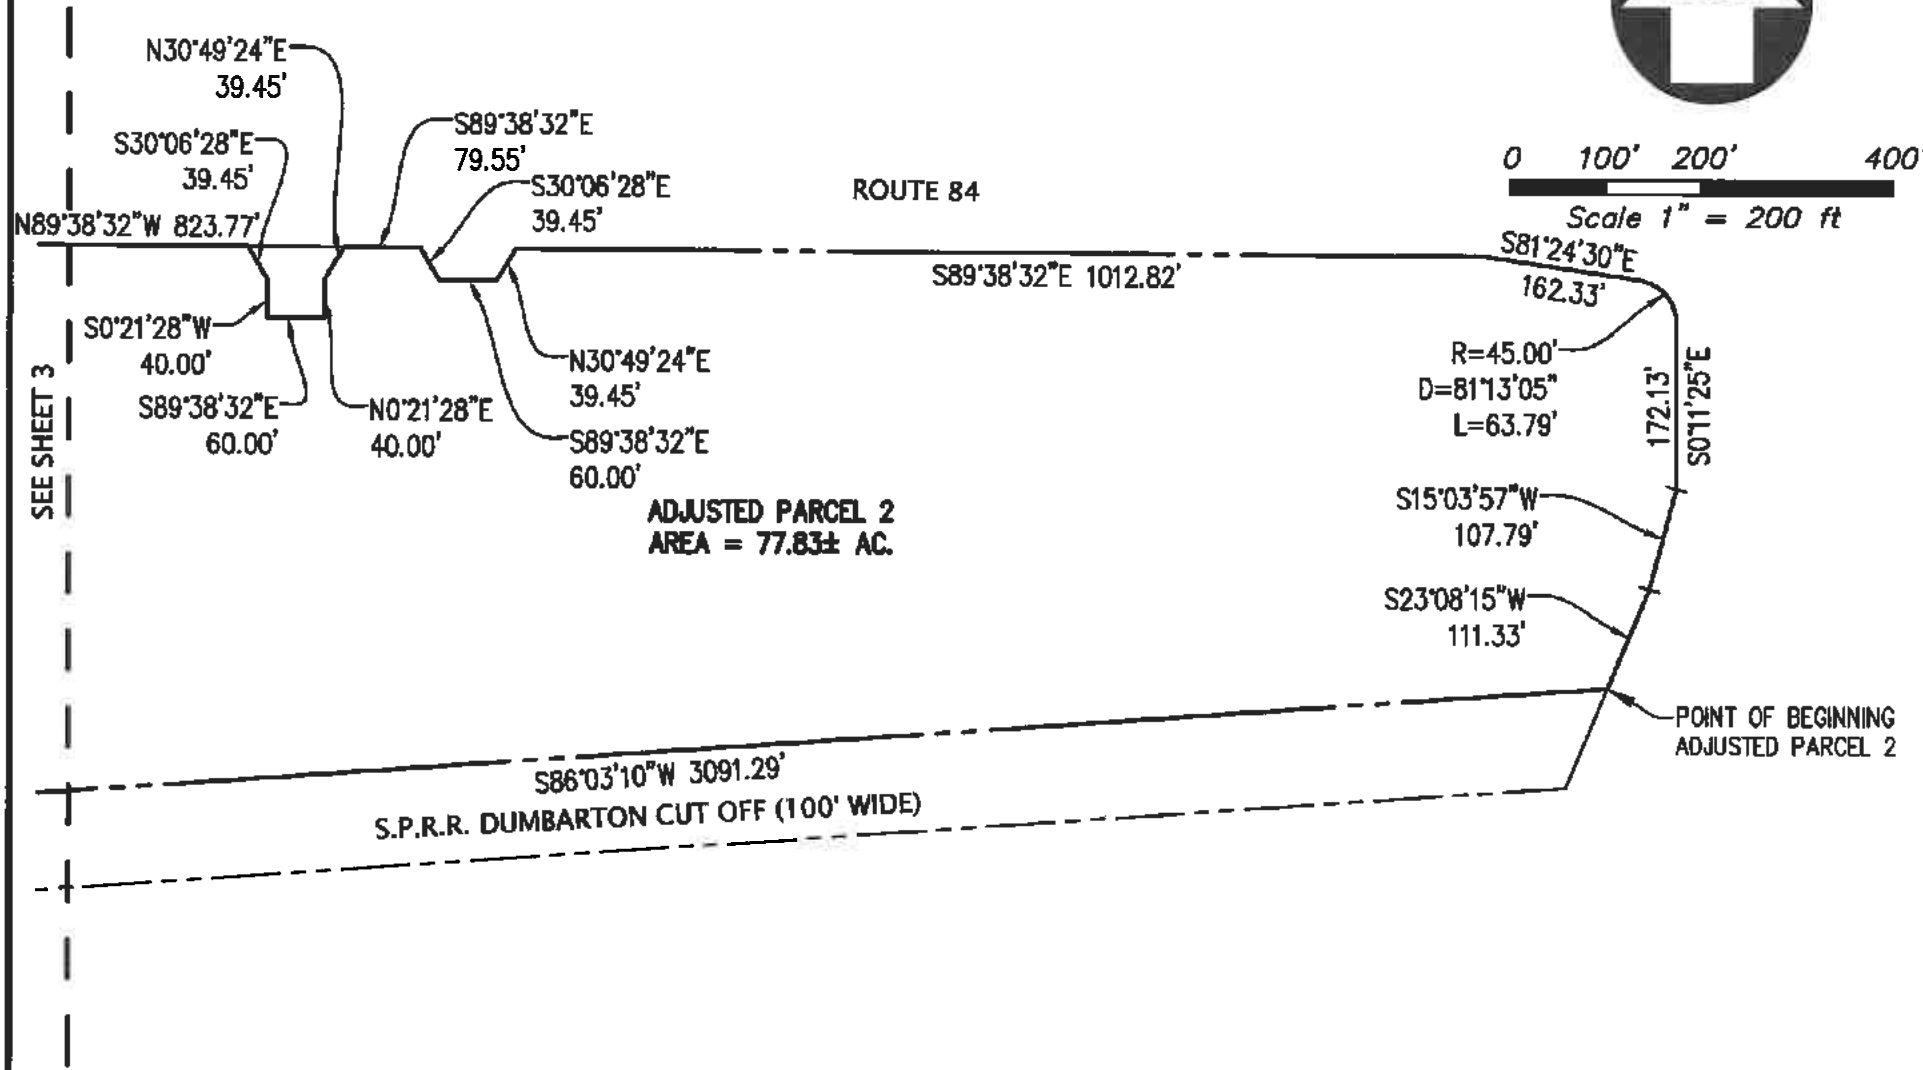 N30°49'24"E
39.45'
S30°06'28"E
39.45'
S89°38'32"E
79.55'
S30°06'28"E
39.45'
ROUTE 84
0 100' 200' 400'
Scale 1" = 200 ft
N89°38'32"W 823.77'
S89°38'32"E 1012.82'
S81°24'30"E
162.33'
S0°21'28"W
40.00'
S89°38'32"E
60.00'
N0°21'28"E
40.00'
N30°49'24"E
39.45'
S89°38'32"E
60.00'
R=45.00'
D=81°13'05"
L=63.79'
172.13'
S0°11'25"E
SEE SHEET 3
ADJUSTED PARCEL 2
AREA = 77.83± AC.
S15°03'57"W
107.79'
S23°08'15"W
111.33'
POINT OF BEGINNING
ADJUSTED PARCEL 2
S86°03'10"W 3091.29'
S.P.R.R. DUMBARTON CUT OFF (100' WIDE)